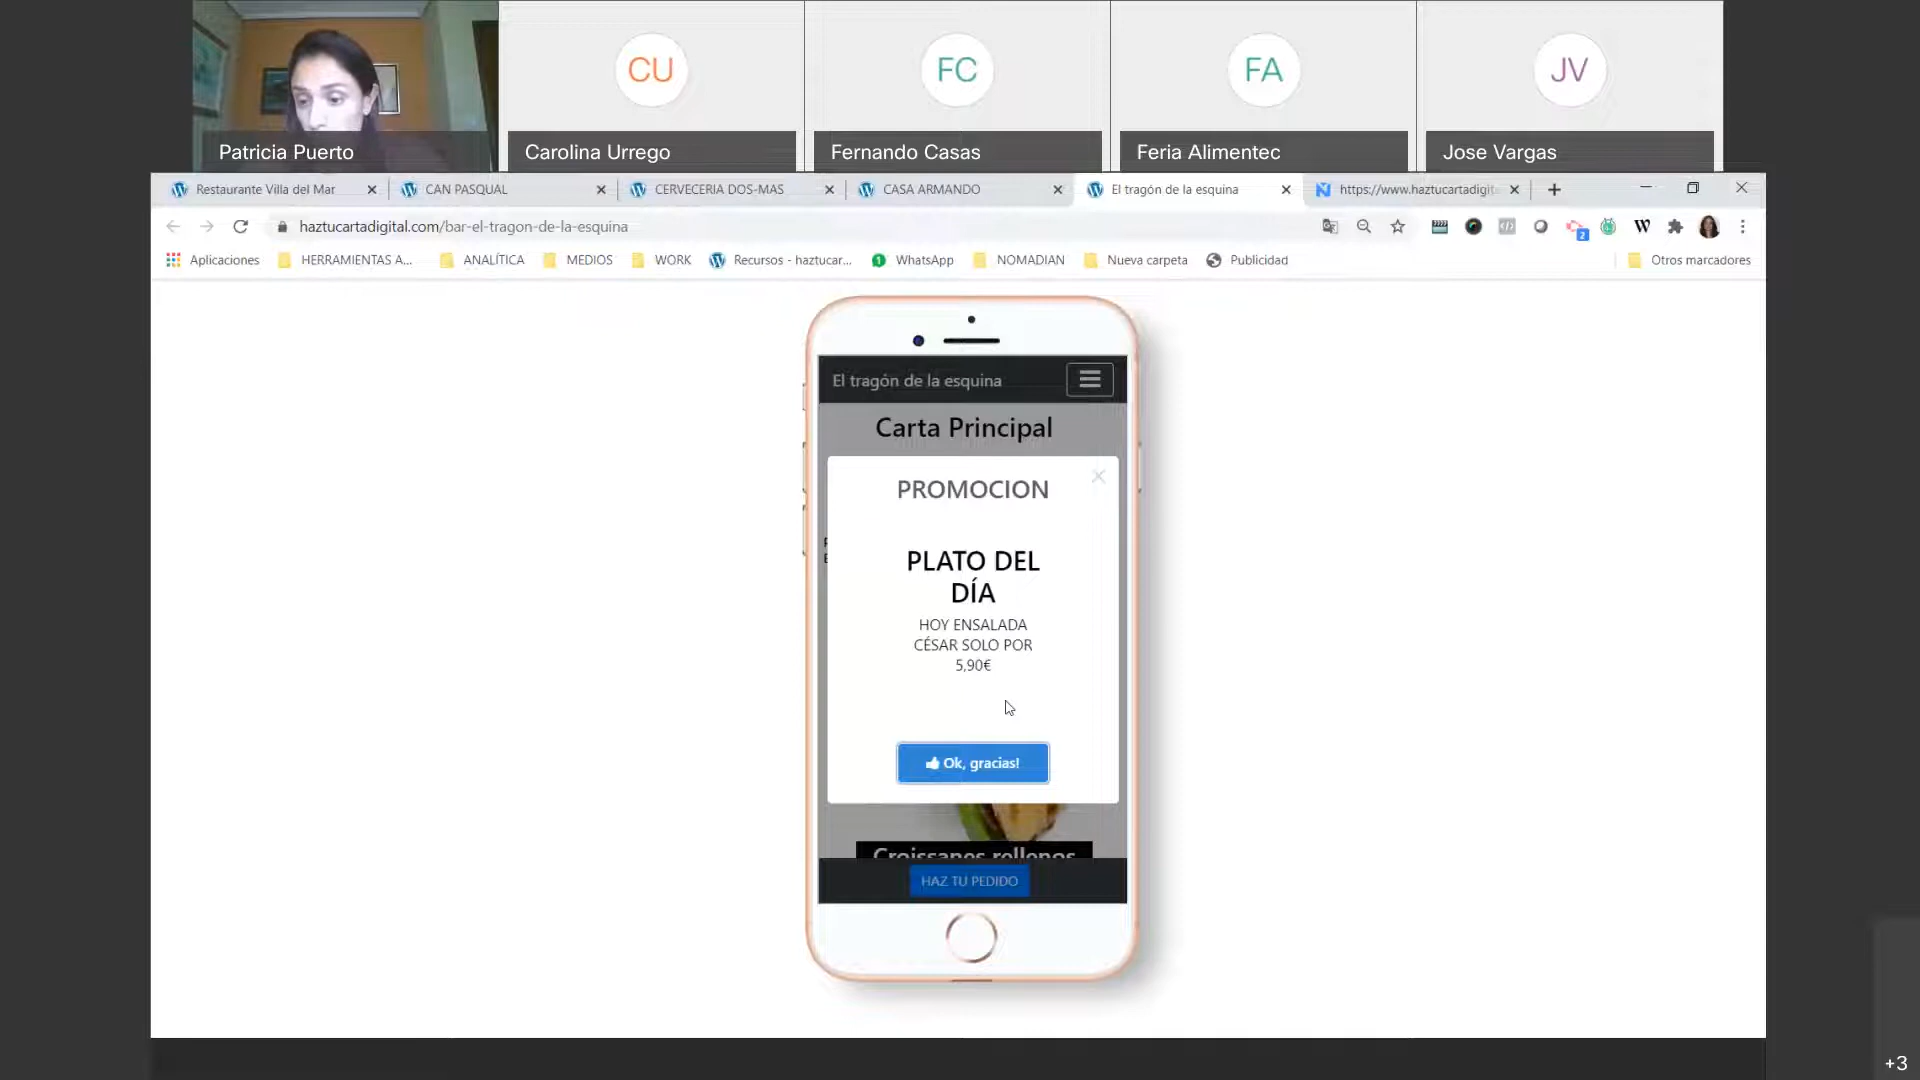 CU
FC
FA
JV
Patricia Puerto
Carolina Urrego
Fernando Casas
Feria Alimentec
Jose Vargas
Restaurante Villa del Mar
CAN PASQUAL
CERVECERIA DOS-MAS
CASA ARMANDO
El tragón de la esquina
https://www.haztucartadigit
haztucartadigital.com/bar-el-tragon-de-la-esquina
2
W
Aplicaciones
HERRAMIENTAS A...
ANALÍTICA
MEDIOS
WORK
Recursos - haztucar...
1
WhatsApp
NOMADIAN
Nueva carpeta
Publicidad
Otros marcadores
El tragón de la esquina
Carta Principal
PROMOCION
PLATO DEL
DÍA
HOY ENSALADA
CÉSAR SOLO POR
5,90€
Ok, gracias!
Croissanes rellenos
HAZ TU PEDIDO
+3